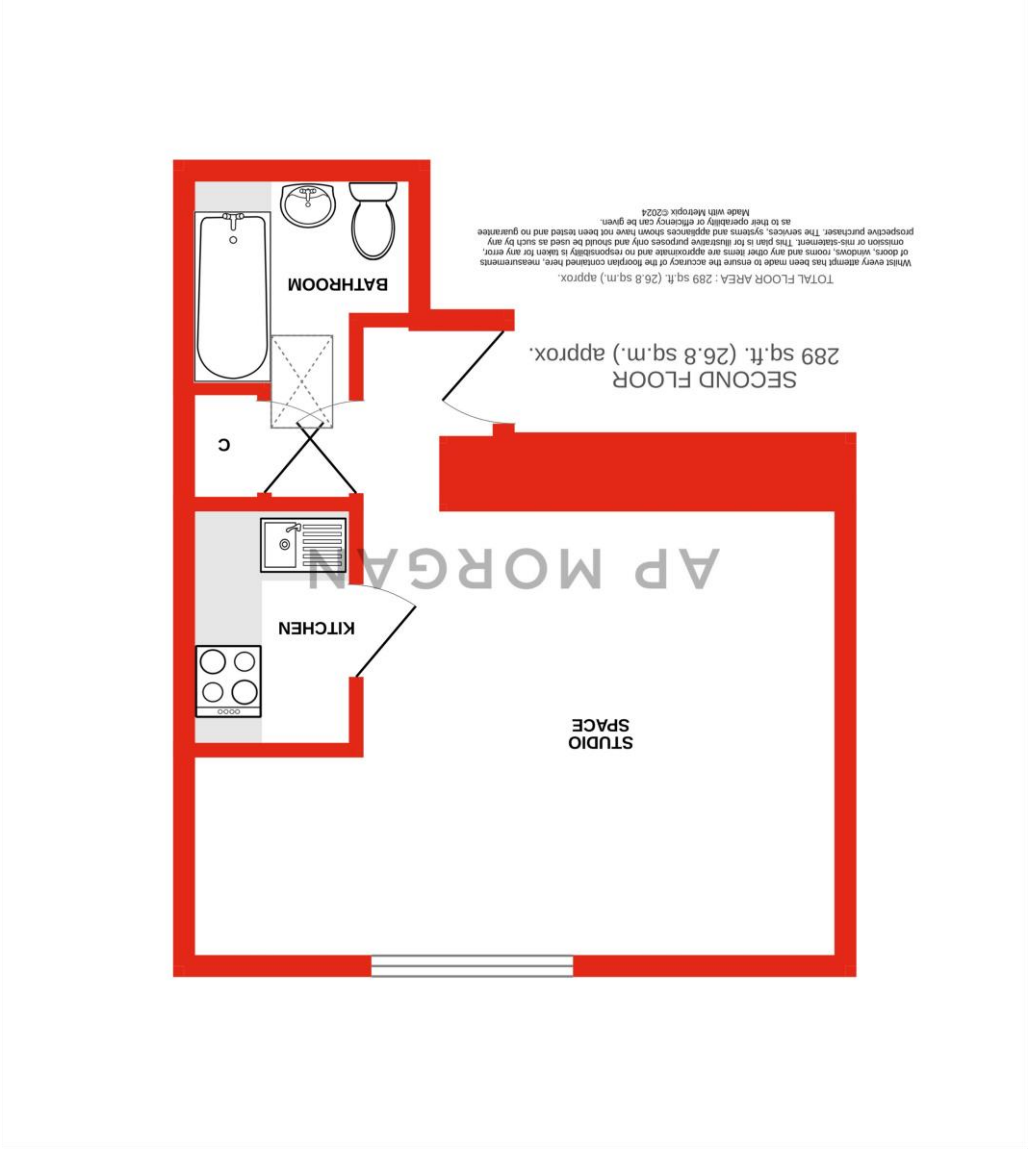 SECOND FLOOR
289 sq.ft. (26.8 sq.m.) approx.
STUDIO
SPACE
KITCHEN
AP MORGAN
C
BATHROOM
TOTAL FLOOR AREA : 289 sq.ft. (26.8 sq.m.) approx.
Whilst every attempt has been made to ensure the accuracy of the floorplan contained here, measurements
of doors, windows, rooms and any other items are approximate and no responsibility is taken for any error,
omission or mis-statement. This plan is for illustrative purposes only and should be used as such by any
prospective purchaser. The services, systems and appliances shown have not been tested and no guarantee
as to their operability or efficiency can be given.
Made with Metropix ©2024